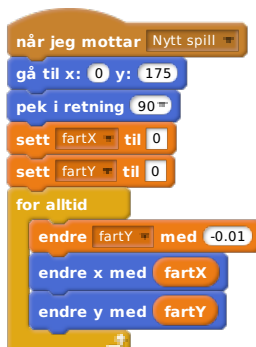 når jeg mottar Nytt spill
gå til x: 0 y: 175
pek i retning 90
sett fartX til 0
sett fartY til 0
for alltid
endre fartY med -0.01
endre x med fartX
endre y med fartY